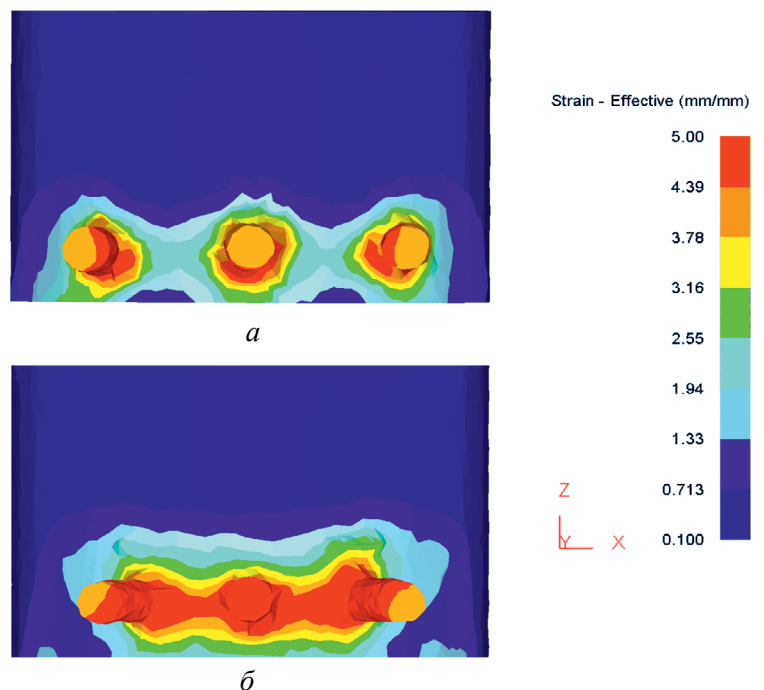 Strain - Effective (mm/mm)
5.00
4.39
3.78
3.16
2.55
1.94
1.33
0.713
0.100
а
Z
Y X
б